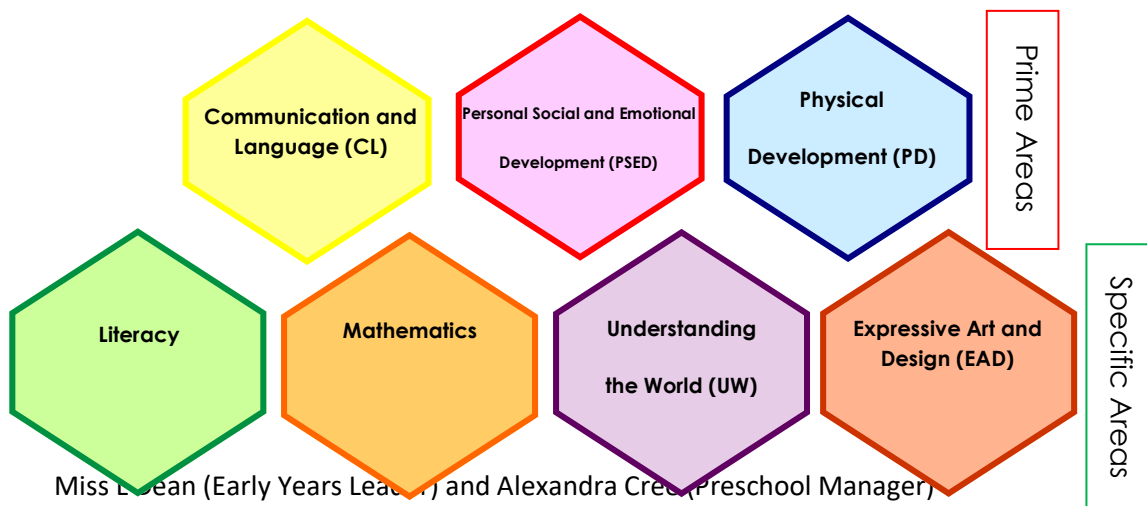 Communication and
Language (CL)
Personal Social and Emotional
Development (PSED)
Physical
Development (PD)
Prime Areas
Literacy
Mathematics
Understanding
the World (UW)
Expressive Art and
Design (EAD)
Specific Areas
Miss (Early Years and Alexandra (Preschool Manager)